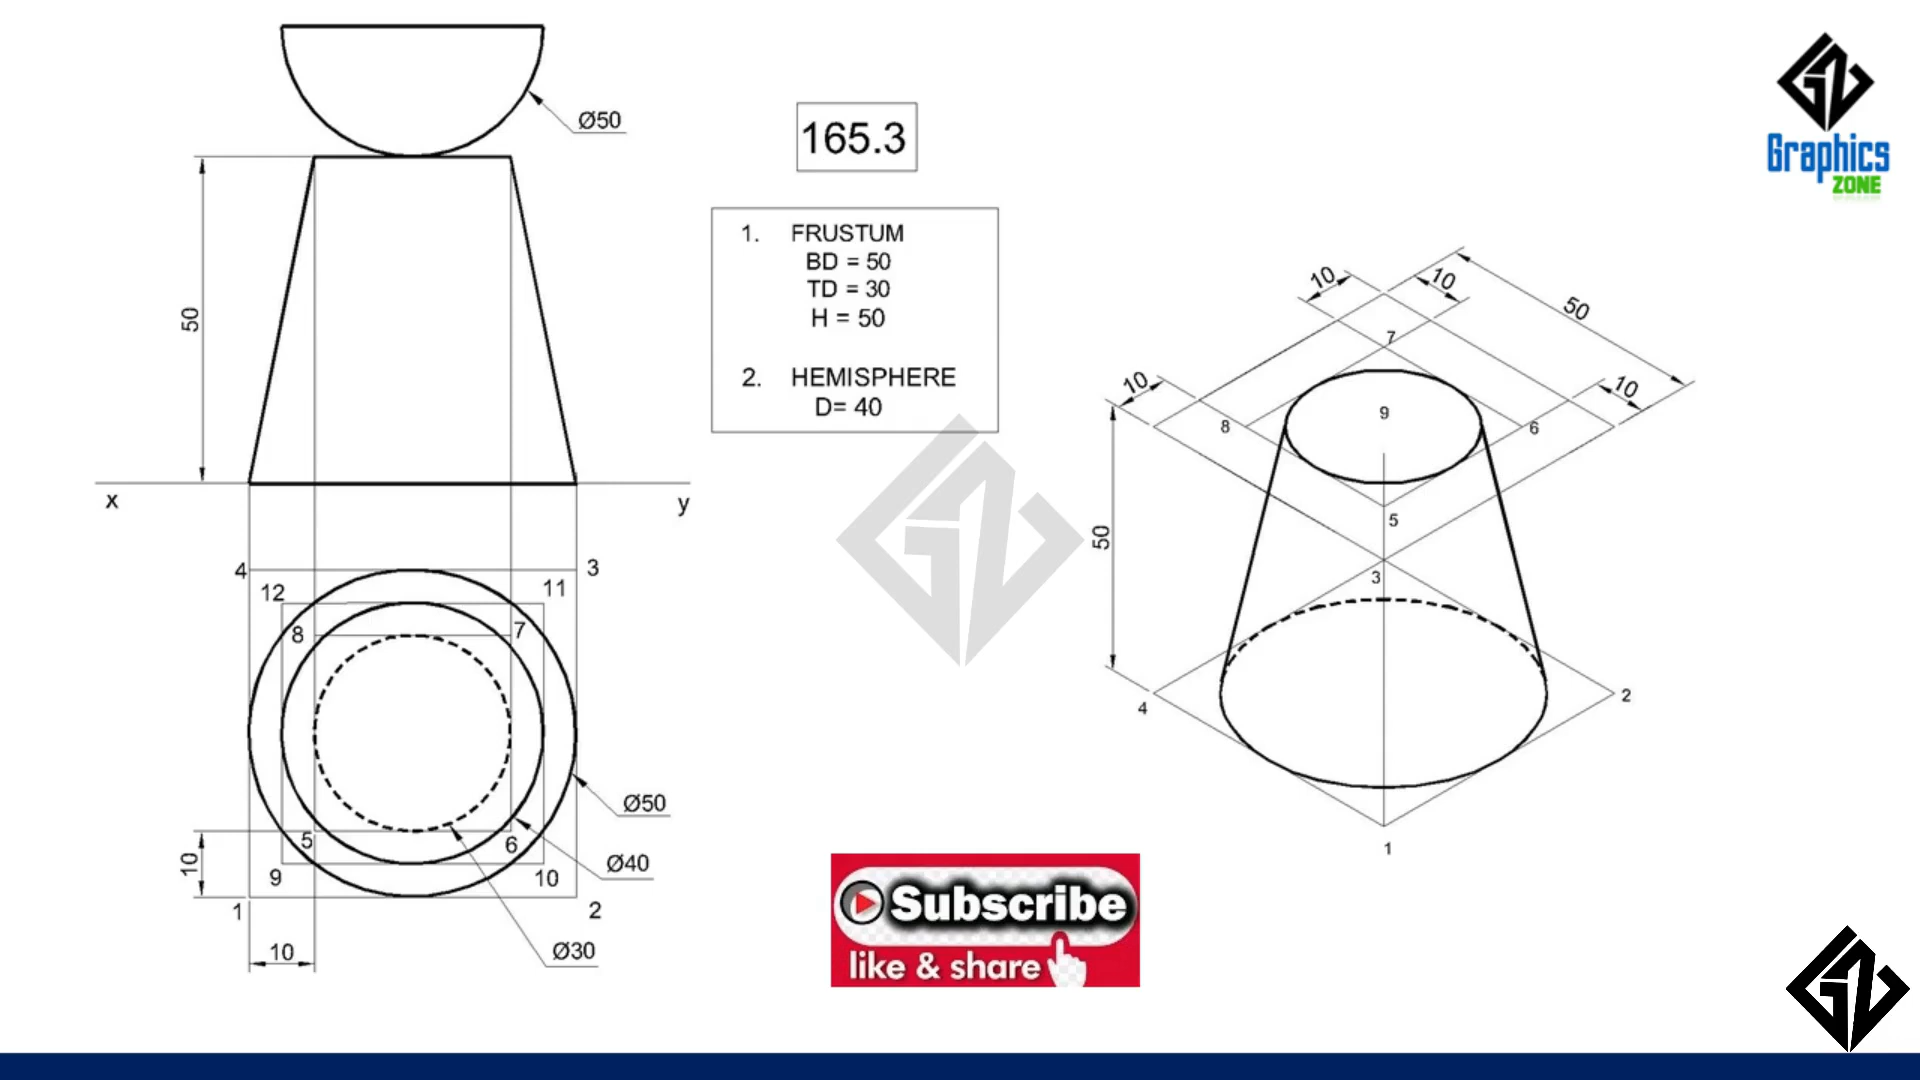 Ø50
165.3
Graphics
ZONE
1. FRUSTUM
BD = 50
TD = 30
H = 50
2. HEMISPHERE
D= 40
50
x
y
4
3
12
11
8
7
5
6
9
10
1
2
10
10
Ø50
Ø40
Ø30
10
10
50
10
10
50
7
8
9
6
5
3
4
2
1
Subscribe
like & share